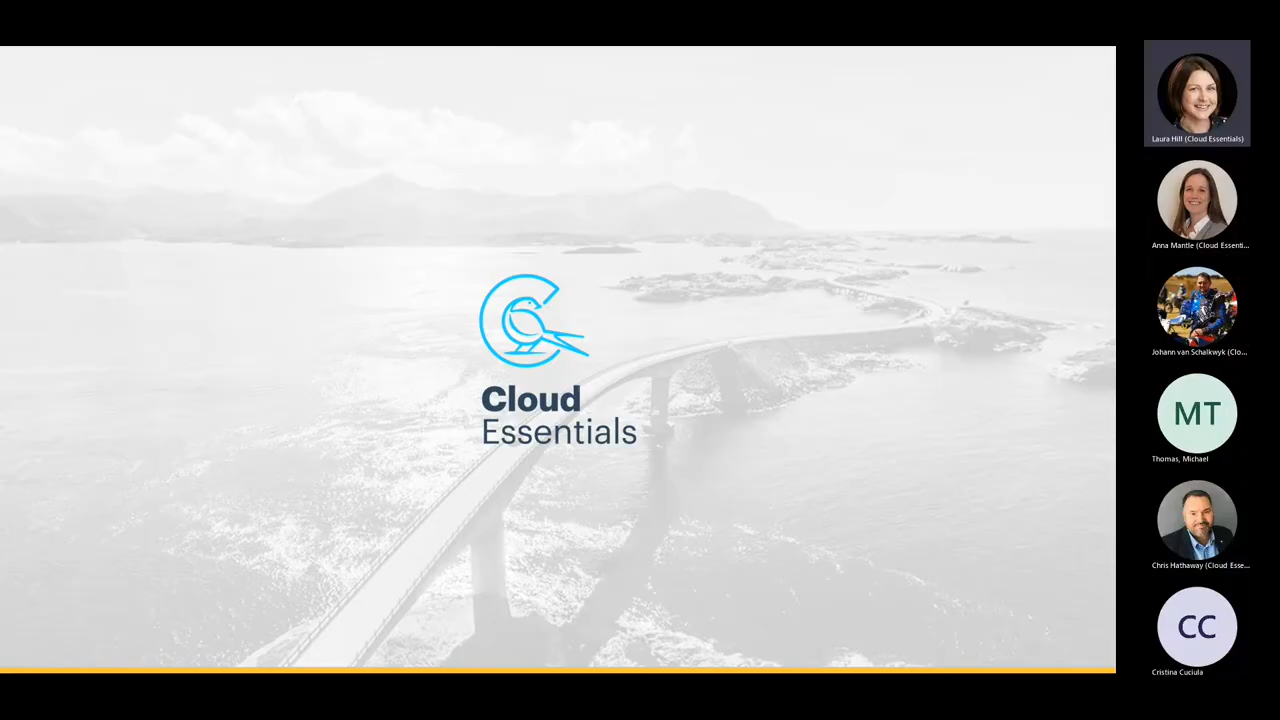 Cloud
Essentials
Laura Hill (Cloud Essentials)
Anna Mantle (Cloud Essenti...
Johann van Schalkwyk (Clo...
MT
Thomas, Michael
Chris Hathaway (Cloud Esse...
CC
Cristina Cuciula